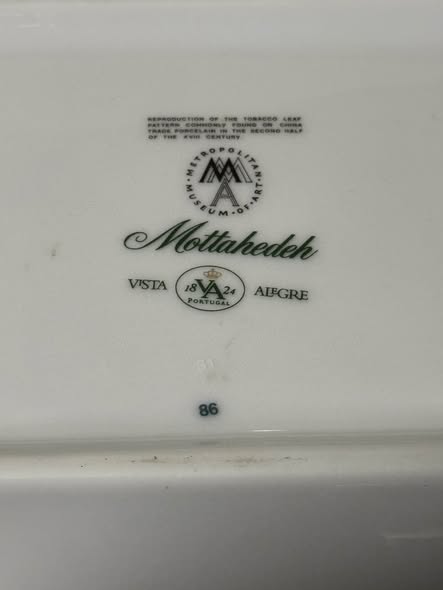 REPRODUCTION OF THE TOBACCO LEAF
PATTERN COMMONLY FOUND ON CHINA
TRADE PORCELAIN IN THE SECOND HALF
OF THE XVIII CENTURY
METROPOLITAN · MUSEUM · OF · ART ·
MMA
Mottahedeh
VISTA ALEGRE
18 VA 24
PORTUGAL
86